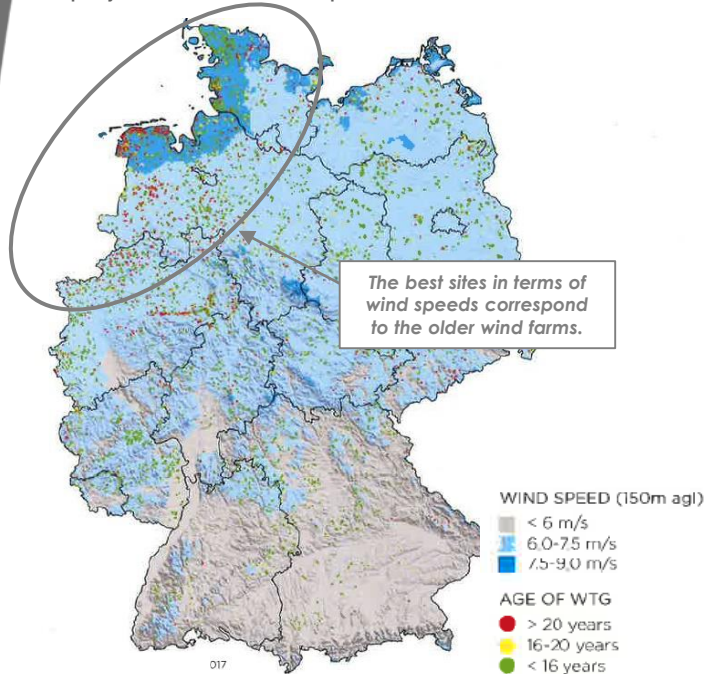 The best sites in terms of
wind speeds correspond
to the older wind farms.
WIND SPEED (150m agl)
< 6 m/s
6.0-7.5 m/s
7.5-9.0 m/s
AGE OF WTG
> 20 years
16-20 years
< 16 years
017